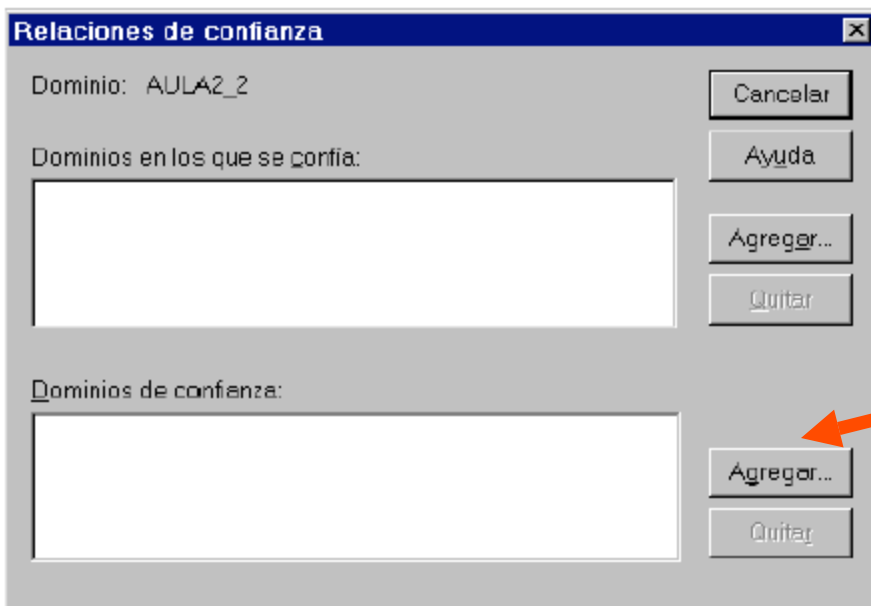 Relaciones de confianza
Dominio: AULA2_2
Cancelar
Dominios en los que se confía:
Ayuda
Agregar...
Quitar
Dominios de confianza:
Agregar...
Quitar